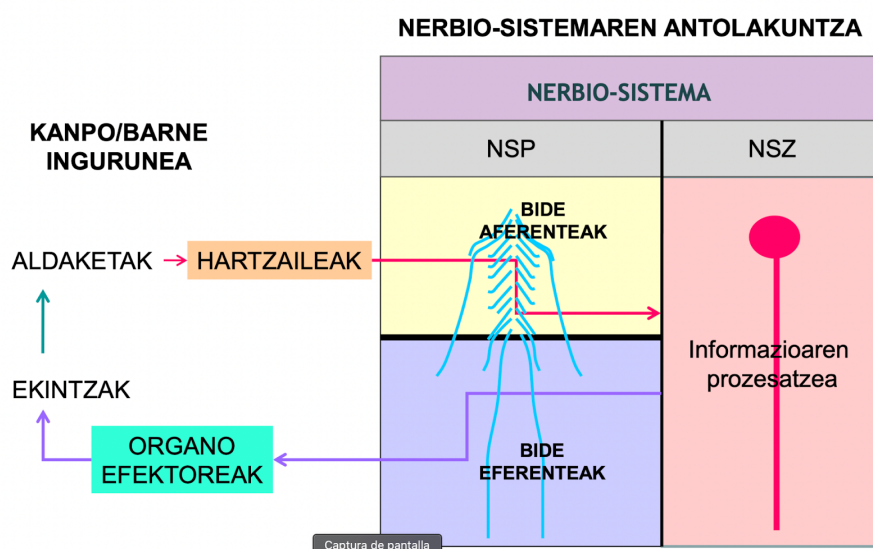 NERBIO-SISTEMAREN ANTOLAKUNTZA
NERBIO-SISTEMA
KANPO/BARNE
INGURUNEA
NSP
NSZ
BIDE
AFERENTEAK
ALDAKETAK
HARTZAILEAK
Informazioaren
prozesatzea
EKINTZAK
ORGANO
EFEKTOREAK
BIDE
EFERENTEAK
Captura de pantalla